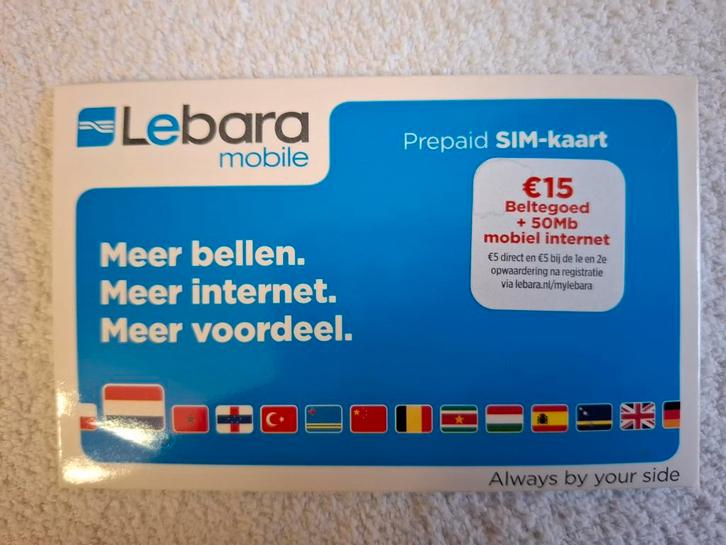 Lebara
mobile
Prepaid SIM-kaart
€15
Beltegoed
+ 50Mb
mobiel internet
€5 direct en €5 bij de 1e en 2e
opwaardering na registratie
via lebara.nl/mylebara
Meer bellen.
Meer internet.
Meer voordeel.
Always by your side